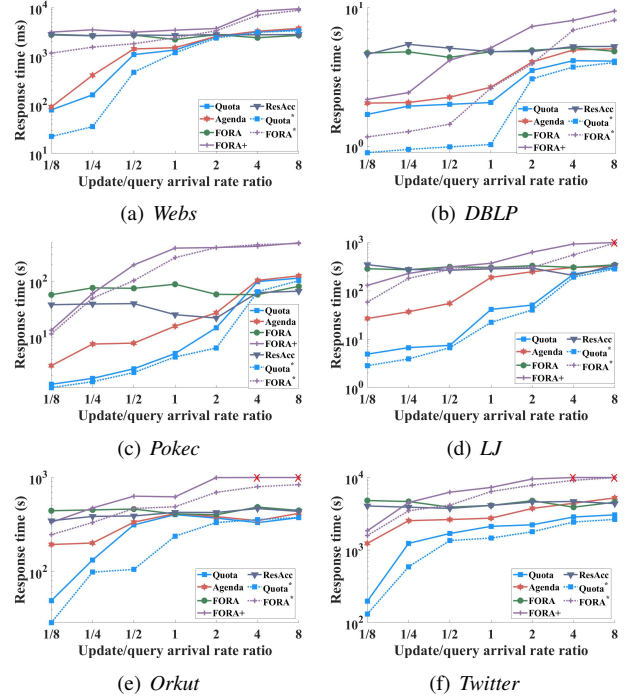 Response time (ms)
10^4
10^3
10^2
10^1
Quota
Agenda
FORA
FORA+
ResAcc
Quota*
FORA*
1/8 1/4 1/2 1 2 4 8
Update/query arrival rate ratio
(a) Webs
Response time (s)
10^1
10^0
Quota
Agenda
FORA
FORA+
ResAcc
Quota*
FORA*
1/8 1/4 1/2 1 2 4 8
Update/query arrival rate ratio
(b) DBLP
Response time (s)
10^2
10^1
Quota
Agenda
FORA
FORA+
ResAcc
Quota*
FORA*
1/8 1/4 1/2 1 2 4 8
Update/query arrival rate ratio
(c) Pokec
Response time (s)
10^3
10^2
10^1
10^0
Quota
Agenda
FORA
FORA+
ResAcc
Quota*
FORA*
1/8 1/4 1/2 1 2 4 8
Update/query arrival rate ratio
(d) LJ
Response time (s)
10^3
10^2
Quota
Agenda
FORA
FORA+
ResAcc
Quota*
FORA*
1/8 1/4 1/2 1 2 4 8
Update/query arrival rate ratio
(e) Orkut
Response time (s)
10^4
10^3
10^2
Quota
Agenda
FORA
FORA+
ResAcc
Quota*
FORA*
1/8 1/4 1/2 1 2 4 8
Update/query arrival rate ratio
(f) Twitter